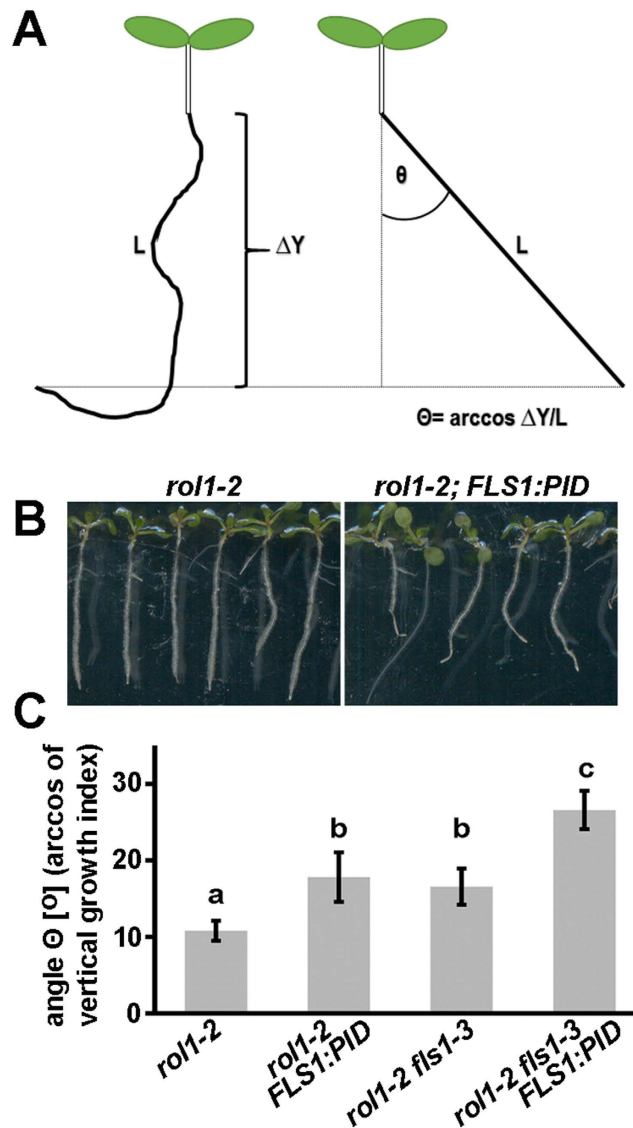 A
θ
L
ΔY
L
Θ= arccos ΔY/L
B
rol1-2
rol1-2; FLS1:PID
C
angle Θ [º] (arccos of
vertical growth index)
30
20
10
0
a
b
b
c
rol1-2
rol1-2
FLS1:PID
rol1-2 fls1-3
rol1-2 fls1-3
FLS1:PID